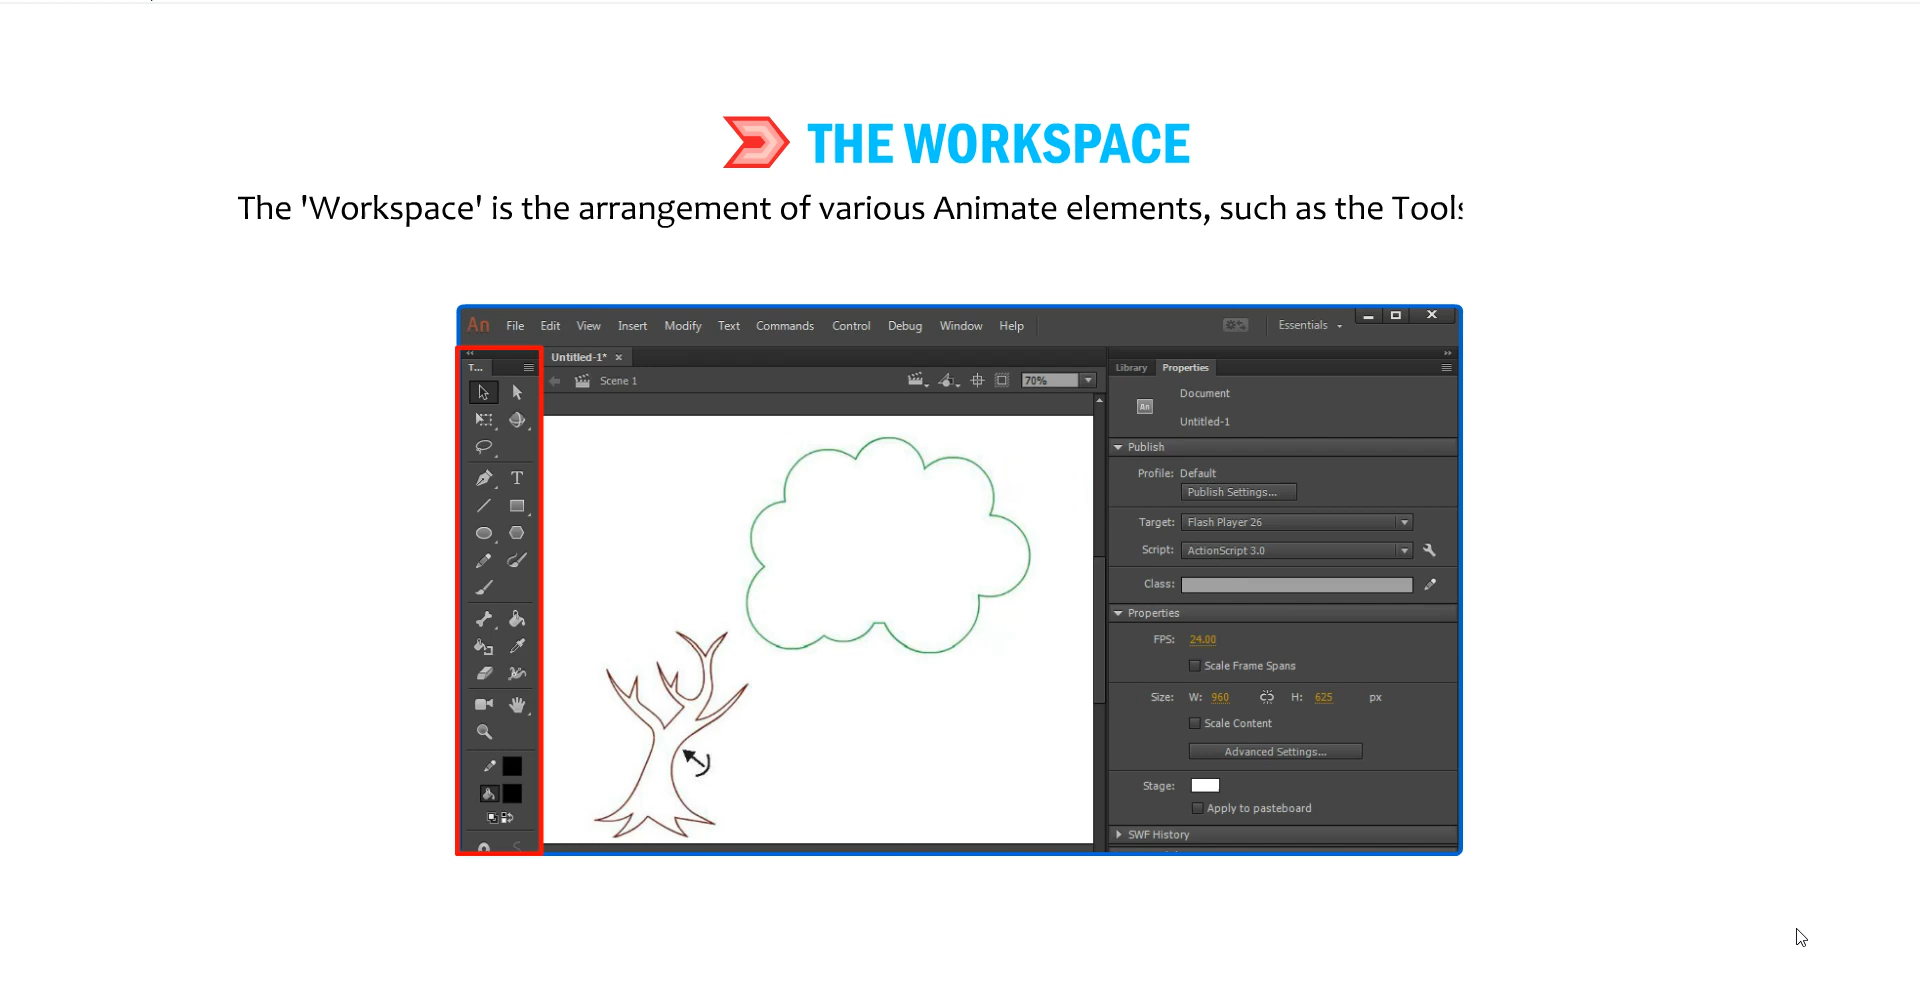 THE WORKSPACE
The 'Workspace' is the arrangement of various Animate elements, such as the Tools
An File Edit View Insert Modify Text Commands Control Debug Window Help Essentials
T...
Untitled-1*
Scene 1
70%
Library Properties
Document
An
Untitled-1
Publish
Profile: Default
Publish Settings...
Target: Flash Player 26
Script: ActionScript 3.0
Class:
Properties
FPS: 24.00
Scale Frame Spans
Size: W: 960 H: 625 px
Scale Content
Advanced Settings...
Stage:
Apply to pasteboard
SWF History